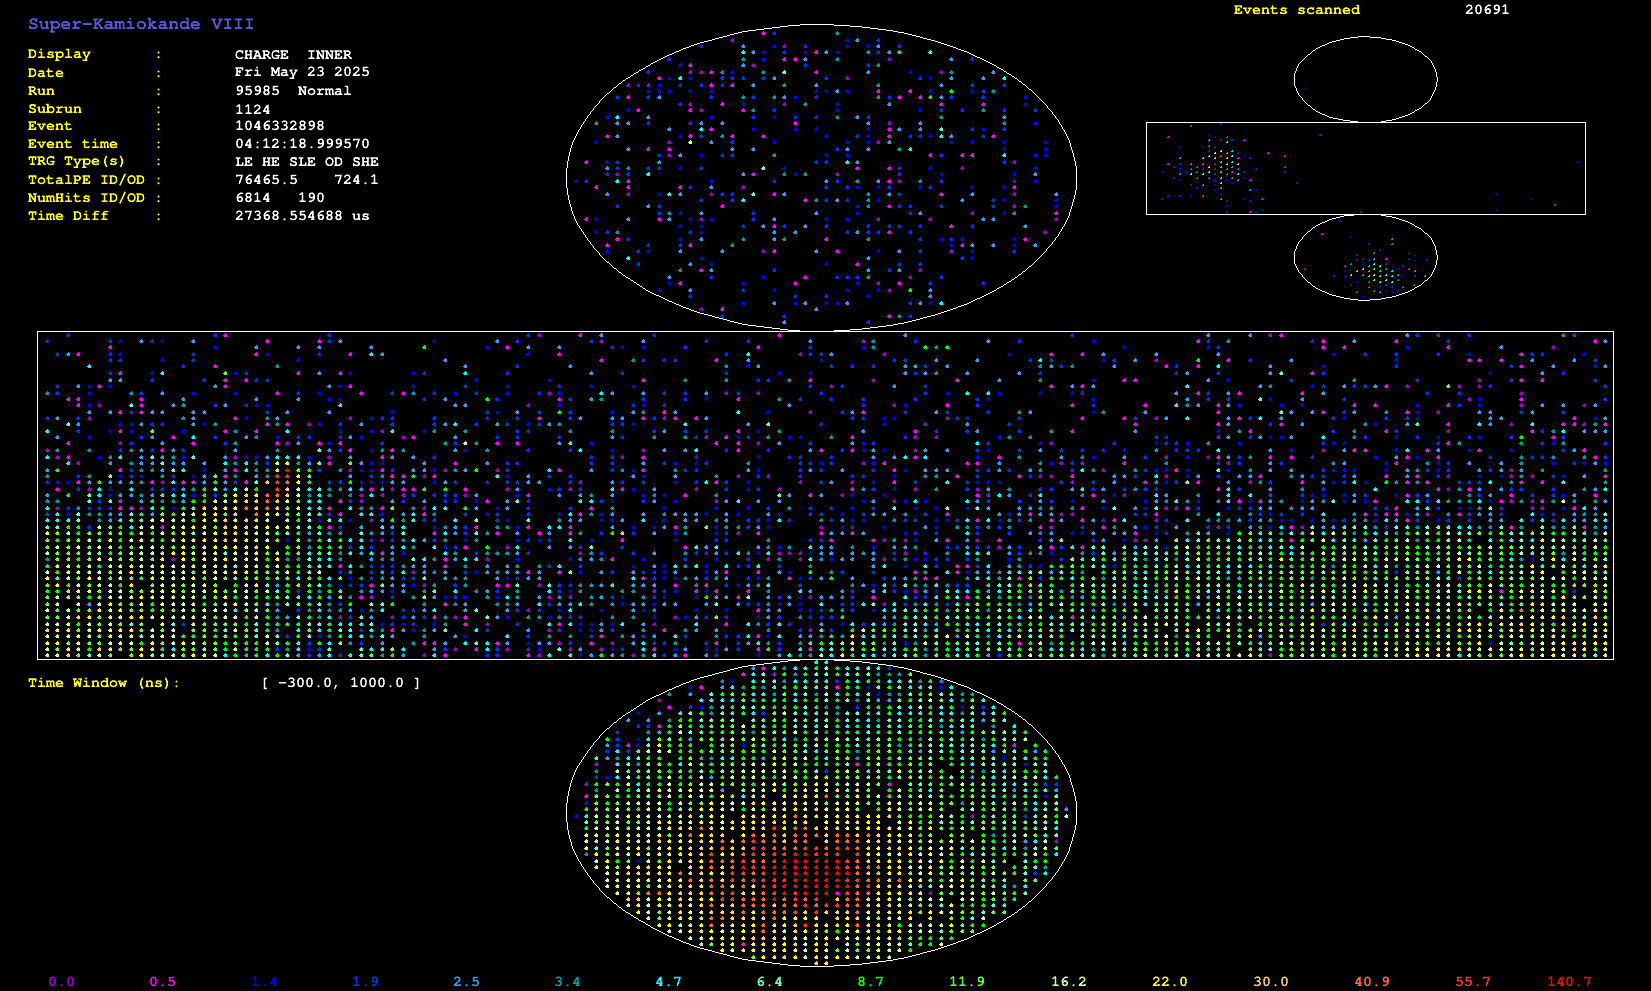 Super-Kamiokande VIII
Events scanned 20691
Display : CHARGE INNER
Date : Fri May 23 2025
Run : 95985 Normal
Subrun : 1124
Event : 1046332898
Event time : 04:12:18.999570
TRG Type(s) : LE HE SLE OD SHE
TotalPE ID/OD : 76465.5 724.1
NumHits ID/OD : 6814 190
Time Diff : 27368.554688 us
Time Window (ns): [ -300.0, 1000.0 ]
0.0 0.5 1.4 1.9 2.5 3.4 4.7 6.4 8.7 11.9 16.2 22.0 30.0 40.9 55.7 140.7